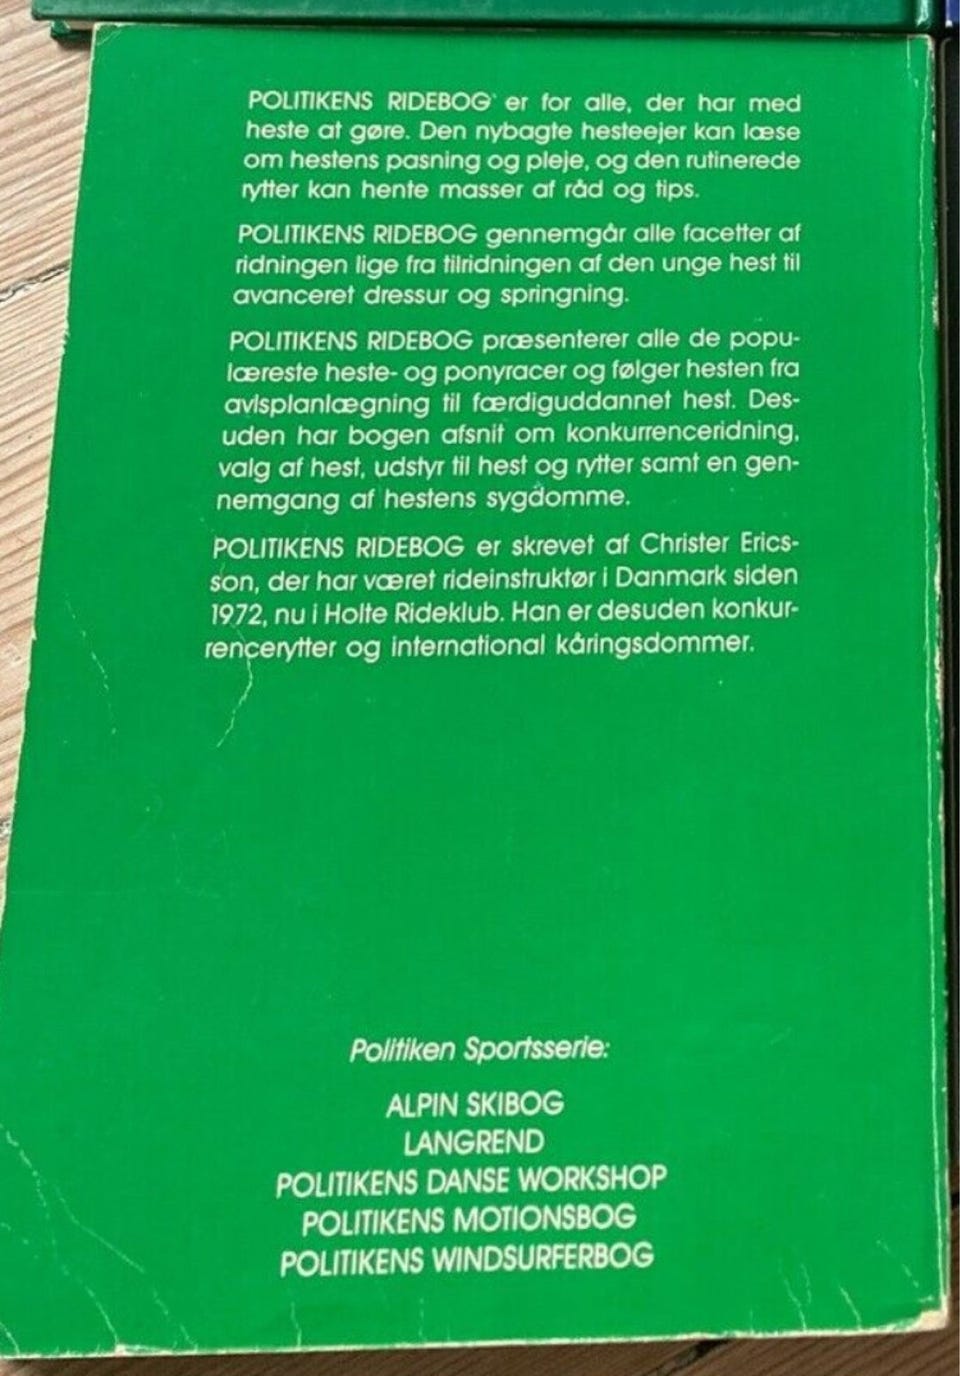 POLITIKENS RIDEBOG er for alle, der har med
heste at gøre. Den nybagte hesteejer kan læse
om hestens pasning og pleje, og den rutinerede
rytter kan hente masser af råd og tips.
POLITIKENS RIDEBOG gennemgår alle facetter af
ridningen lige fra tilridningen af den unge hest til
avanceret dressur og springning.
POLITIKENS RIDEBOG præsenterer alle de popu-
læreste heste- og ponyracer og følger hesten fra
avlsplanlægning til færdiguddannet hest. Des-
uden har bogen afsnit om konkurrenceridning,
valg af hest, udstyr til hest og rytter samt en gen-
nemgang af hestens sygdomme.
POLITIKENS RIDEBOG er skrevet af Christer Erics-
son, der har været rideinstruktør i Danmark siden
1972, nu i Holte Rideklub. Han er desuden konkur-
rencerytter og international kåringsdommer.
Politiken Sportsserie:
ALPIN SKIBOG
LANGREND
POLITIKENS DANSE WORKSHOP
POLITIKENS MOTIONSBOG
POLITIKENS WINDSURFERBOG